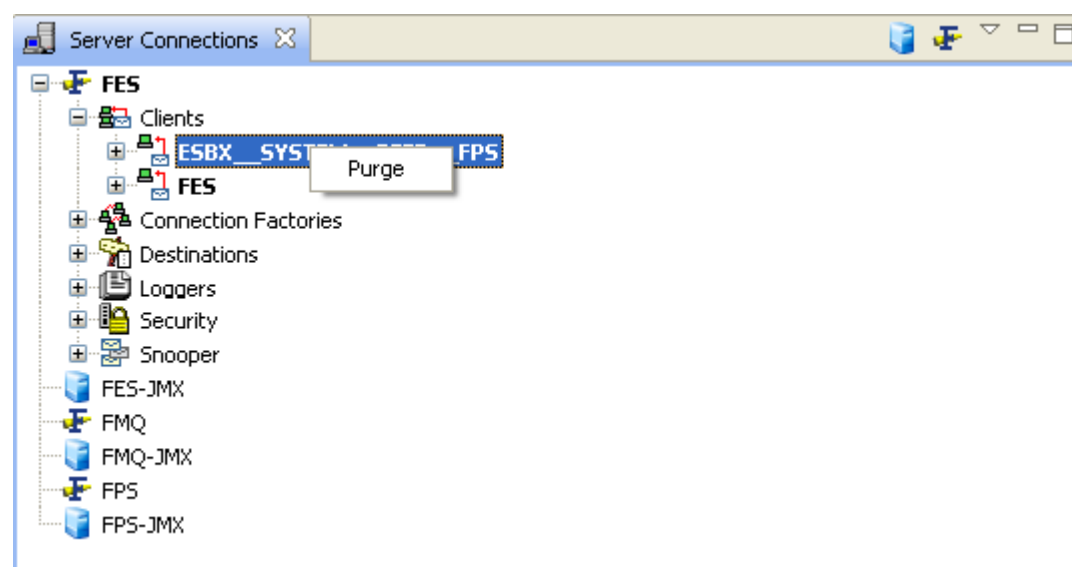 Server Connections
FES
Clients
ESBX__SYST FPS
Purge
FES
Connection Factories
Destinations
Loggers
Security
Snooper
FES-JMX
FMQ
FMQ-JMX
FPS
FPS-JMX